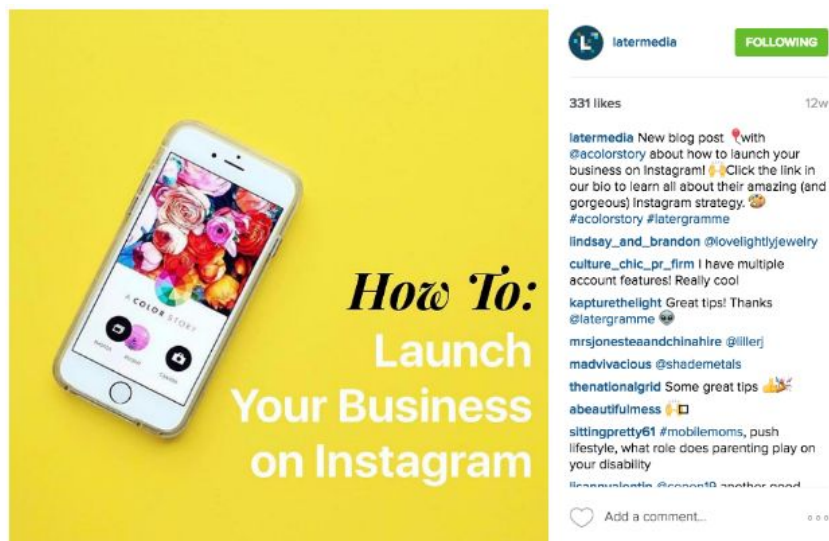 latermedia
FOLLOWING
331 likes
12w
latermedia New blog post 🎈with
@acolorstory about how to launch your
business on Instagram! 🙌Click the link in
our bio to learn all about their amazing (and
gorgeous) Instagram strategy. 🎨
#acolorstory #latergramme
lindsay_and_brandon @lovelightlyjewelry
culture_chic_pr_firm I have multiple
account features! Really cool
kapturethelight Great tips! Thanks
@latergramme 👽
mrsjonesteaandchinahire @lillerj
madvivacious @shademetals
thenationalgrid Some great tips 👍🎉
abeautifulmess 🙌
sittingpretty61 #mobilemoms, push
lifestyle, what role does parenting play on
your disability
another good
Add a comment...
A COLOR STORY
PHOTOS
CAMERA
How To:
Launch
Your Business
on Instagram